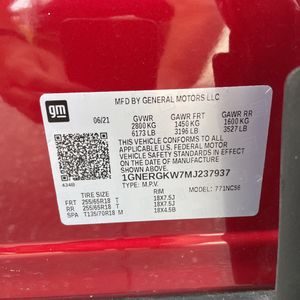 gm
MFD BY GENERAL MOTORS LLC
06/21 GVWR GAWR FRT GAWR RR
2800 KG 1450 KG 1600 KG
6173 LB 3196 LB 3527 LB
THIS VEHICLE CONFORMS TO ALL
APPLICABLE U.S. FEDERAL MOTOR
VEHICLE SAFETY STANDARDS IN
EFFECT ON THE DATE OF
MANUFACTURE SHOWN ABOVE.
1GNERGKW7MJ237937
TYPE: M.P.V. MODEL: 771NC56
TIRE SIZE RIM
FRT 255/65R18 T 18X7.5J
RR 255/65R18 T 18X7.5J
SPA T135/70R18 M 18X4.5B